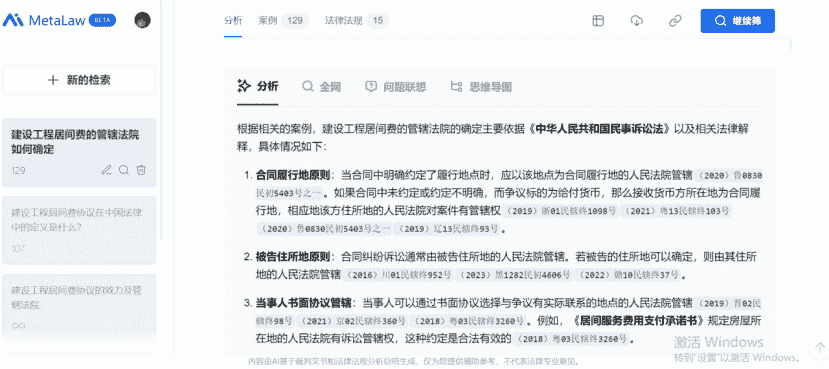 MetaLaw BETA
分析 案例 129 法律法规 15
继续筛
+ 新的检索
建设工程居间费的管辖法院
如何确定
129
建设工程居间费协议在中国法律
中的定义是什么?
107
建设工程居间费协议的效力及管
辖法院
分析 全网 问题联想 思维导图
根据相关的案例，建设工程居间费的管辖法院的确定主要依据《中华人民共和国民事诉讼法》以及相关法律解
释，具体情况如下：
1. 合同履行地原则：当合同中明确约定了履行地点时，应以该地点为合同履行地的人民法院管辖 （2020）鲁0830
民初5403号之一 。如果合同中未约定或约定不明确，而争议标的为给付货币，那么接收货币方所在地为合同履
行地，相应地该方住所地的人民法院对案件有管辖权 （2019）浙01民辖终1098号 （2021）粤13民辖终103号
（2020）鲁0830民初5403号之一 （2019）辽13民辖终93号 。
2. 被告住所地原则：合同纠纷诉讼通常由被告住所地的人民法院管辖。若被告的住所地可以确定，则由其住所
地的人民法院管辖 （2016）川01民辖终952号 （2023）黑1282民初4606号 （2022）赣10民辖终37号 。
3. 当事人书面协议管辖：当事人可以通过书面协议选择与争议有实际联系的地点的人民法院管辖 （2019）晋02民
辖终98号 （2021）京02民辖终360号 （2018）粤03民辖终3260号 。例如，《居间服务费用支付承诺书》规定房屋所
在地的人民法院有诉讼管辖权，这种约定是合法有效的 （2018）粤03民辖终3260号 。
内容由AI基于裁判文书和法律法规分析总结生成，仅为您提供辅助参考，不代表法律专业意见。
激活 Windows
转到"设置"以激活 Windows。